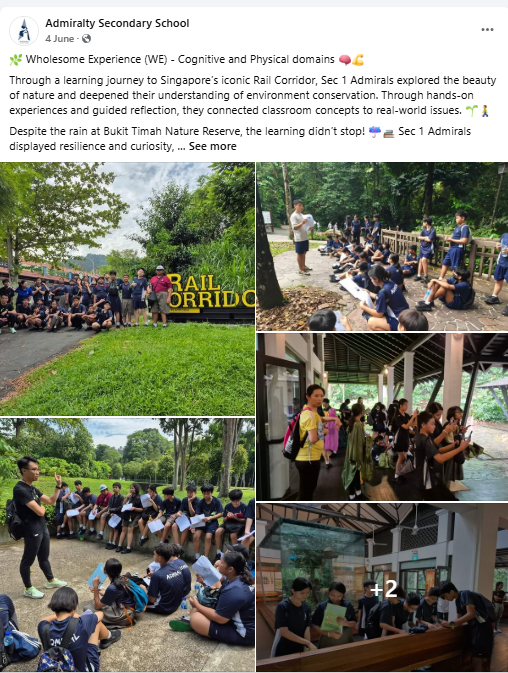 Admiralty Secondary School
4 June ·
🌿 Wholesome Experience (WE) - Cognitive and Physical domains 🧠💪
Through a learning journey to Singapore's iconic Rail Corridor, Sec 1 Admirals explored the beauty
of nature and deepened their understanding of environment conservation. Through hands-on
experiences and guided reflection, they connected classroom concepts to real-world issues. 🌱🚶
Despite the rain at Bukit Timah Nature Reserve, the learning didn't stop! ☔📚 Sec 1 Admirals
displayed resilience and curiosity, ... See more
RAIL
CORRIDO
+2